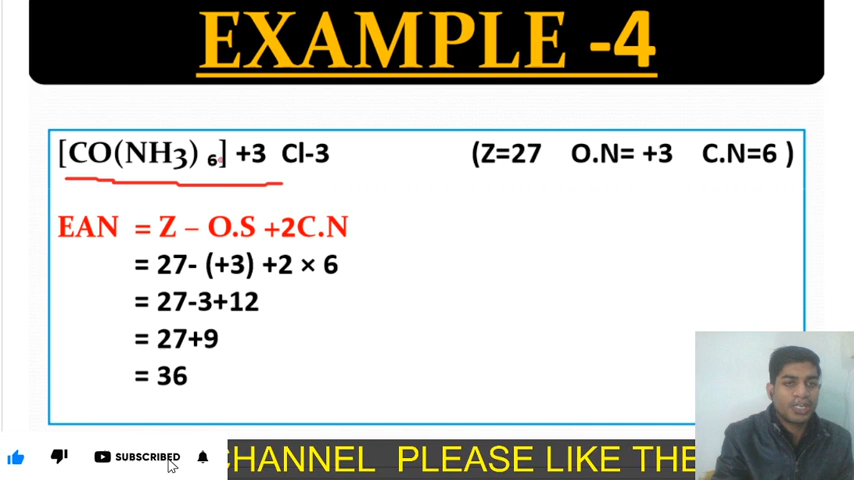 EXAMPLE -4
[CO(NH3) 6] +3 Cl-3 (Z=27 O.N= +3 C.N=6 )
EAN = Z – O.S +2C.N
= 27- (+3) +2 × 6
= 27-3+12
= 27+9
= 36
SUBSCRIBED
CHANNEL PLEASE LIKE THE